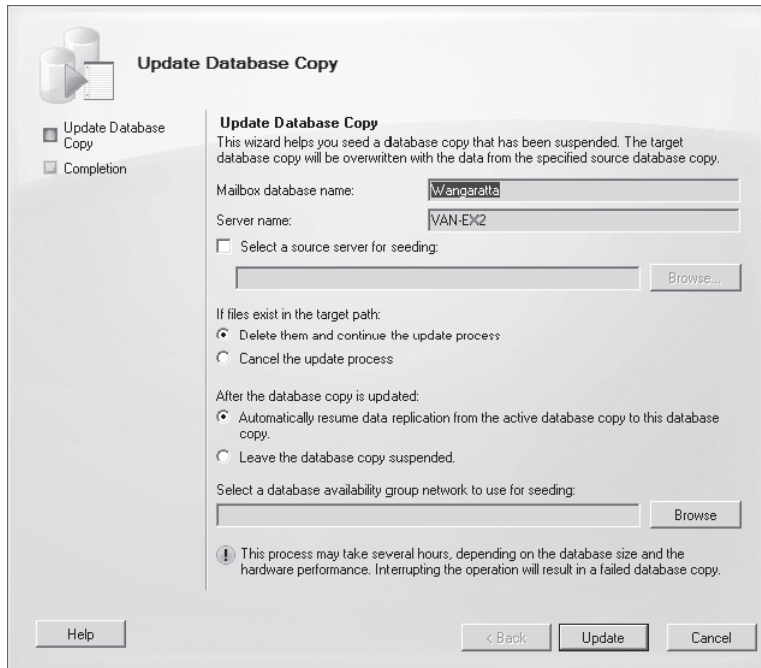 Update Database Copy
Update Database
Copy
Completion
Update Database Copy
This wizard helps you seed a database copy that has been suspended. The target
database copy will be overwritten with the data from the specified source database copy.
Mailbox database name:
Wangaratta
Server name:
VAN-EX2
Select a source server for seeding:
Browse...
If files exist in the target path:
Delete them and continue the update process
Cancel the update process
After the database copy is updated:
Automatically resume data replication from the active database copy to this database
copy.
Leave the database copy suspended.
Select a database availability group network to use for seeding:
Browse
This process may take several hours, depending on the database size and the
hardware performance. Interrupting the operation will result in a failed database copy.
Help
< Back
Update
Cancel